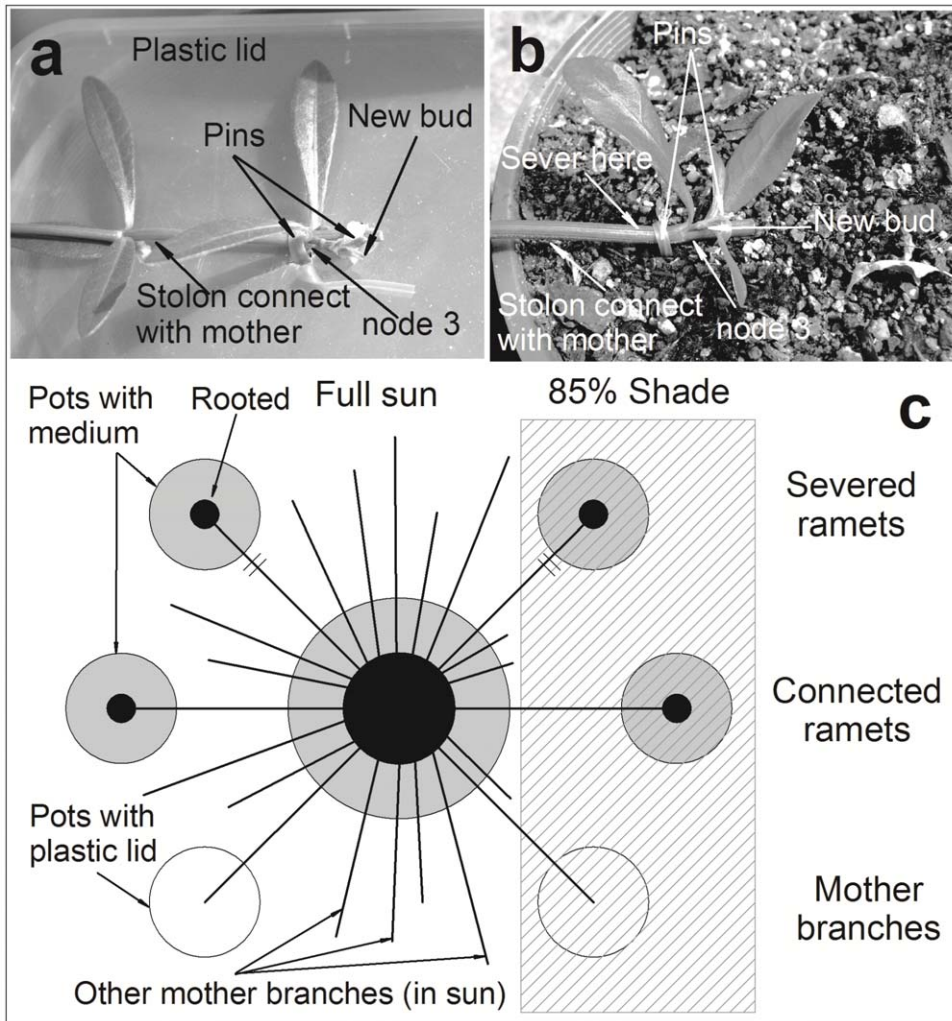 a
Plastic lid
Pins
New bud
Stolon connect
with mother
node 3
b
Pins
Sever here
New bud
Stolon connect
with mother
node 3
c
Pots with
medium
Rooted
Full sun
85% Shade
Severed
ramets
Connected
ramets
Pots with
plastic lid
Mother
branches
Other mother branches (in sun)